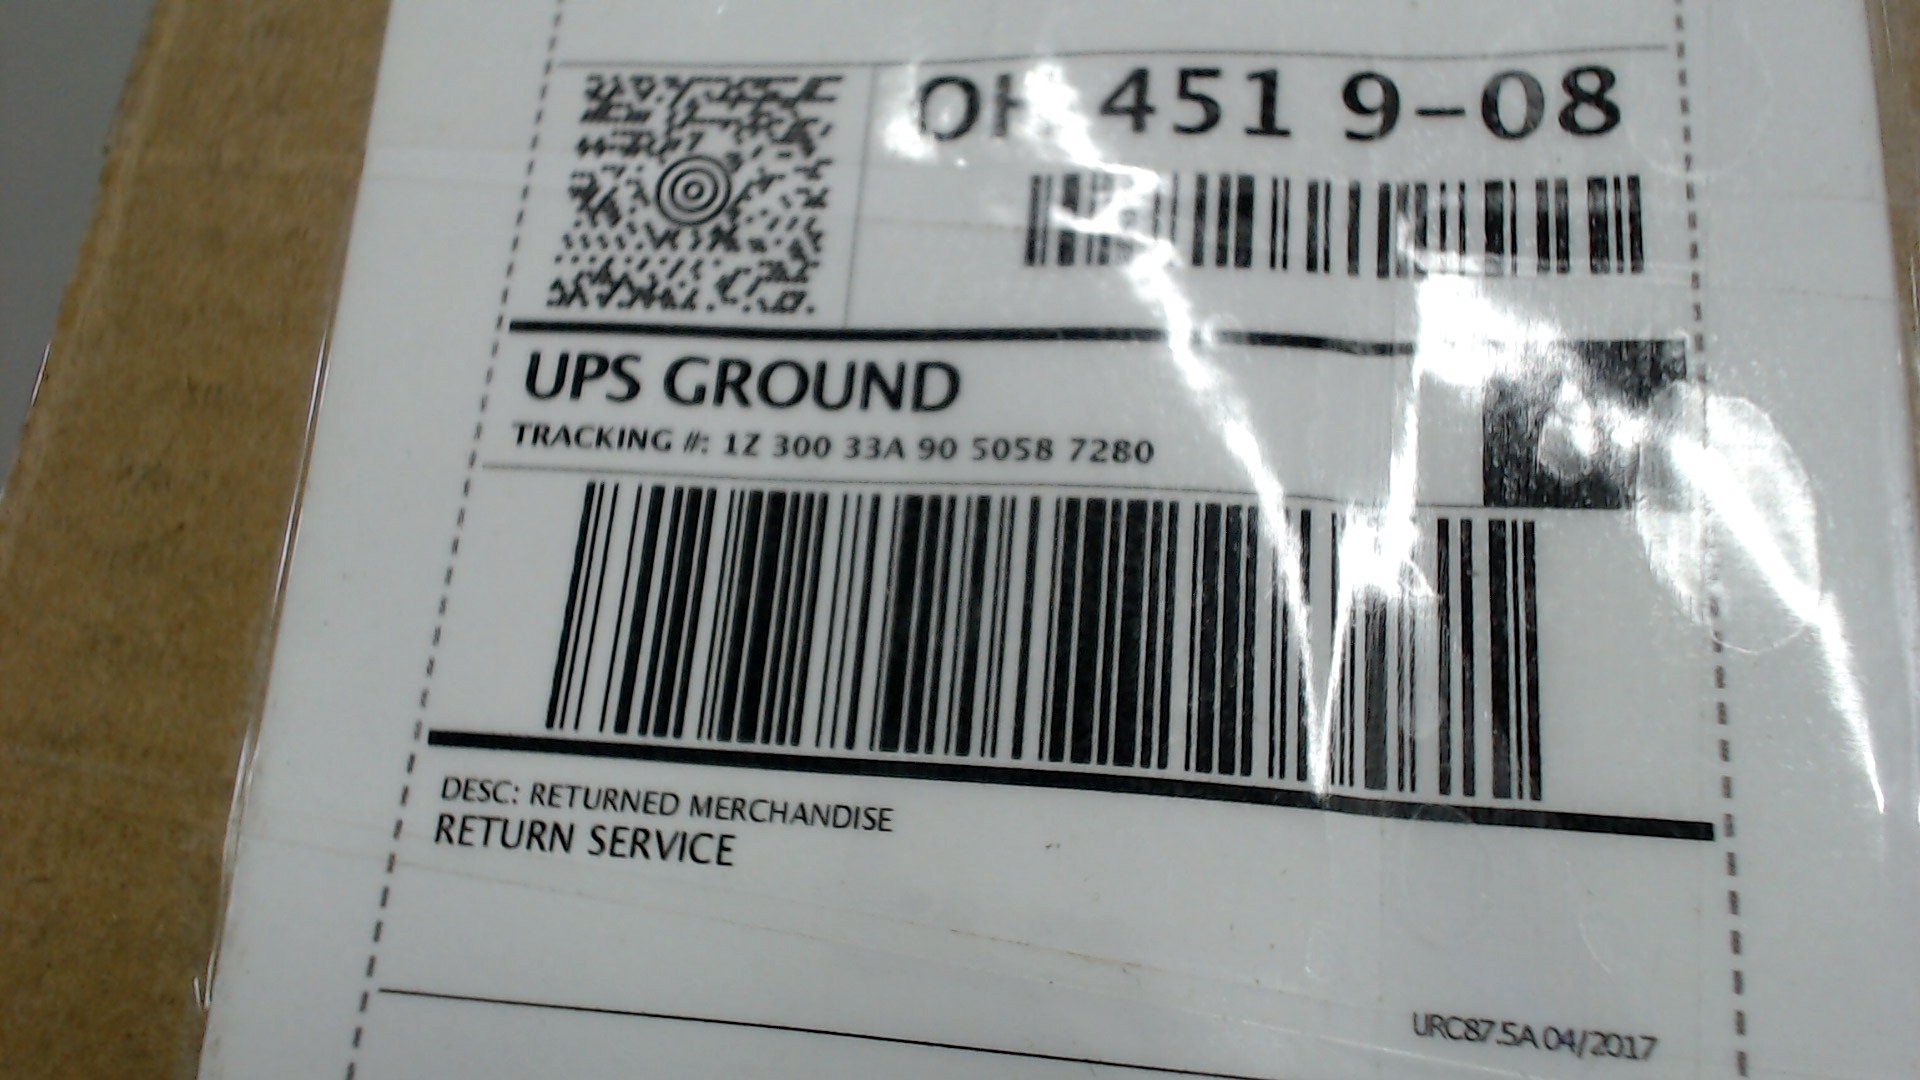 OH 451 9-08
UPS GROUND
TRACKING #: 1Z 300 33A 90 5058 7280
DESC: RETURNED MERCHANDISE
RETURN SERVICE
URC87.5A 04/2017